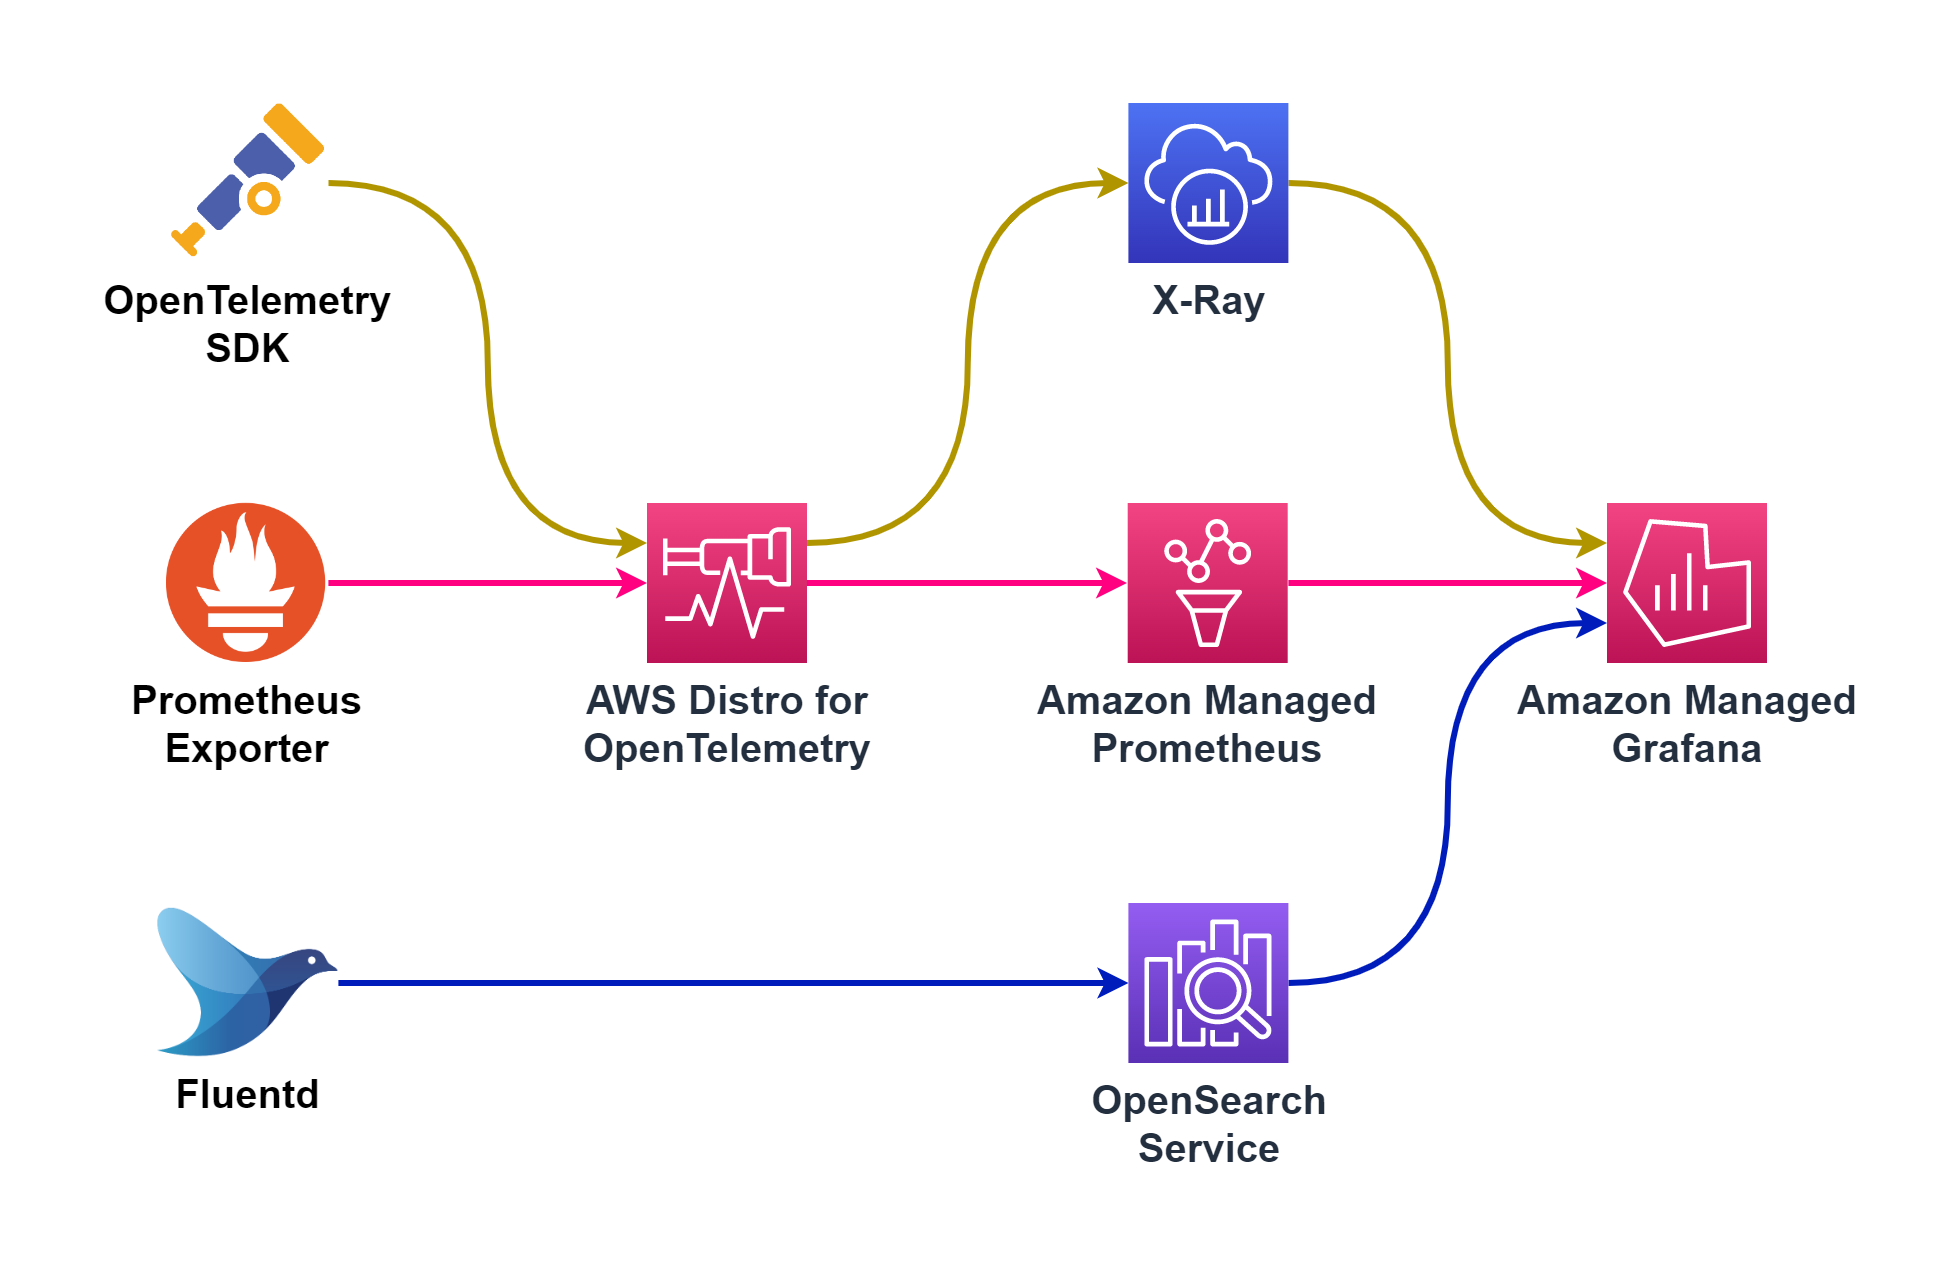 OpenTelemetry
SDK
X-Ray
Prometheus
Exporter
AWS Distro for
OpenTelemetry
Amazon Managed
Prometheus
Amazon Managed
Grafana
Fluentd
OpenSearch
Service